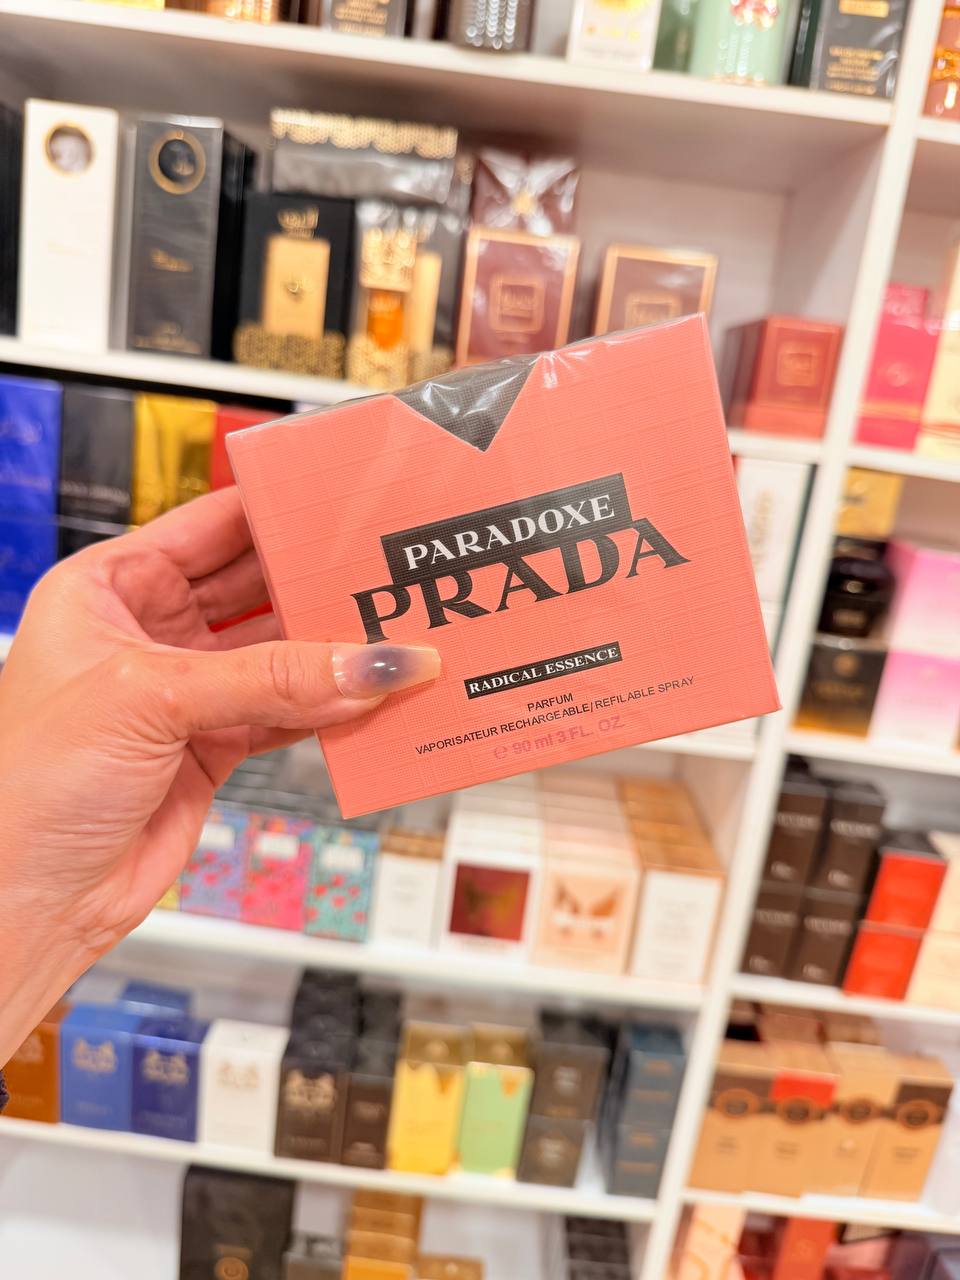 PARADOXE
PRADA
RADICAL ESSENCE
PARFUM
VAPORISATEUR RECHARGEABLE/ REFILABLE SPRAY
℮ 90 ml 3 FL. OZ.